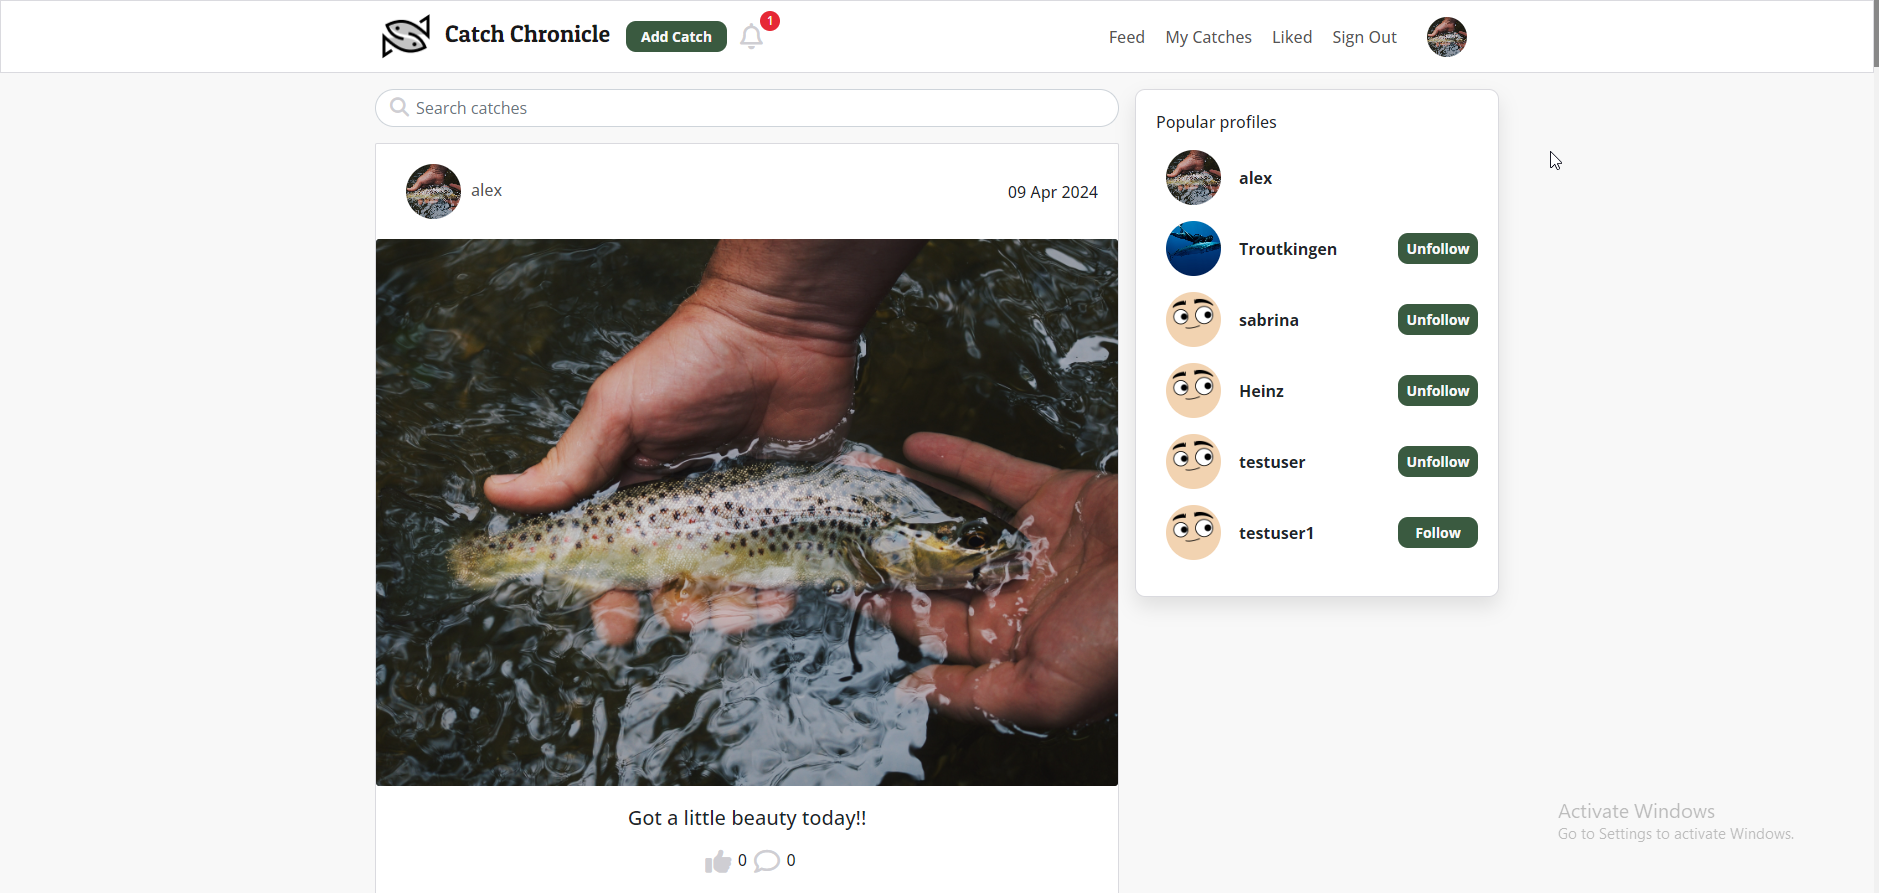 Catch Chronicle
Add Catch
1
Feed
My Catches
Liked
Sign Out
Search catches
alex
09 Apr 2024
Got a little beauty today!!
0
0
Popular profiles
alex
Troutkingen
Unfollow
sabrina
Unfollow
Heinz
Unfollow
testuser
Unfollow
testuser1
Follow
Activate Windows
Go to Settings to activate Windows.